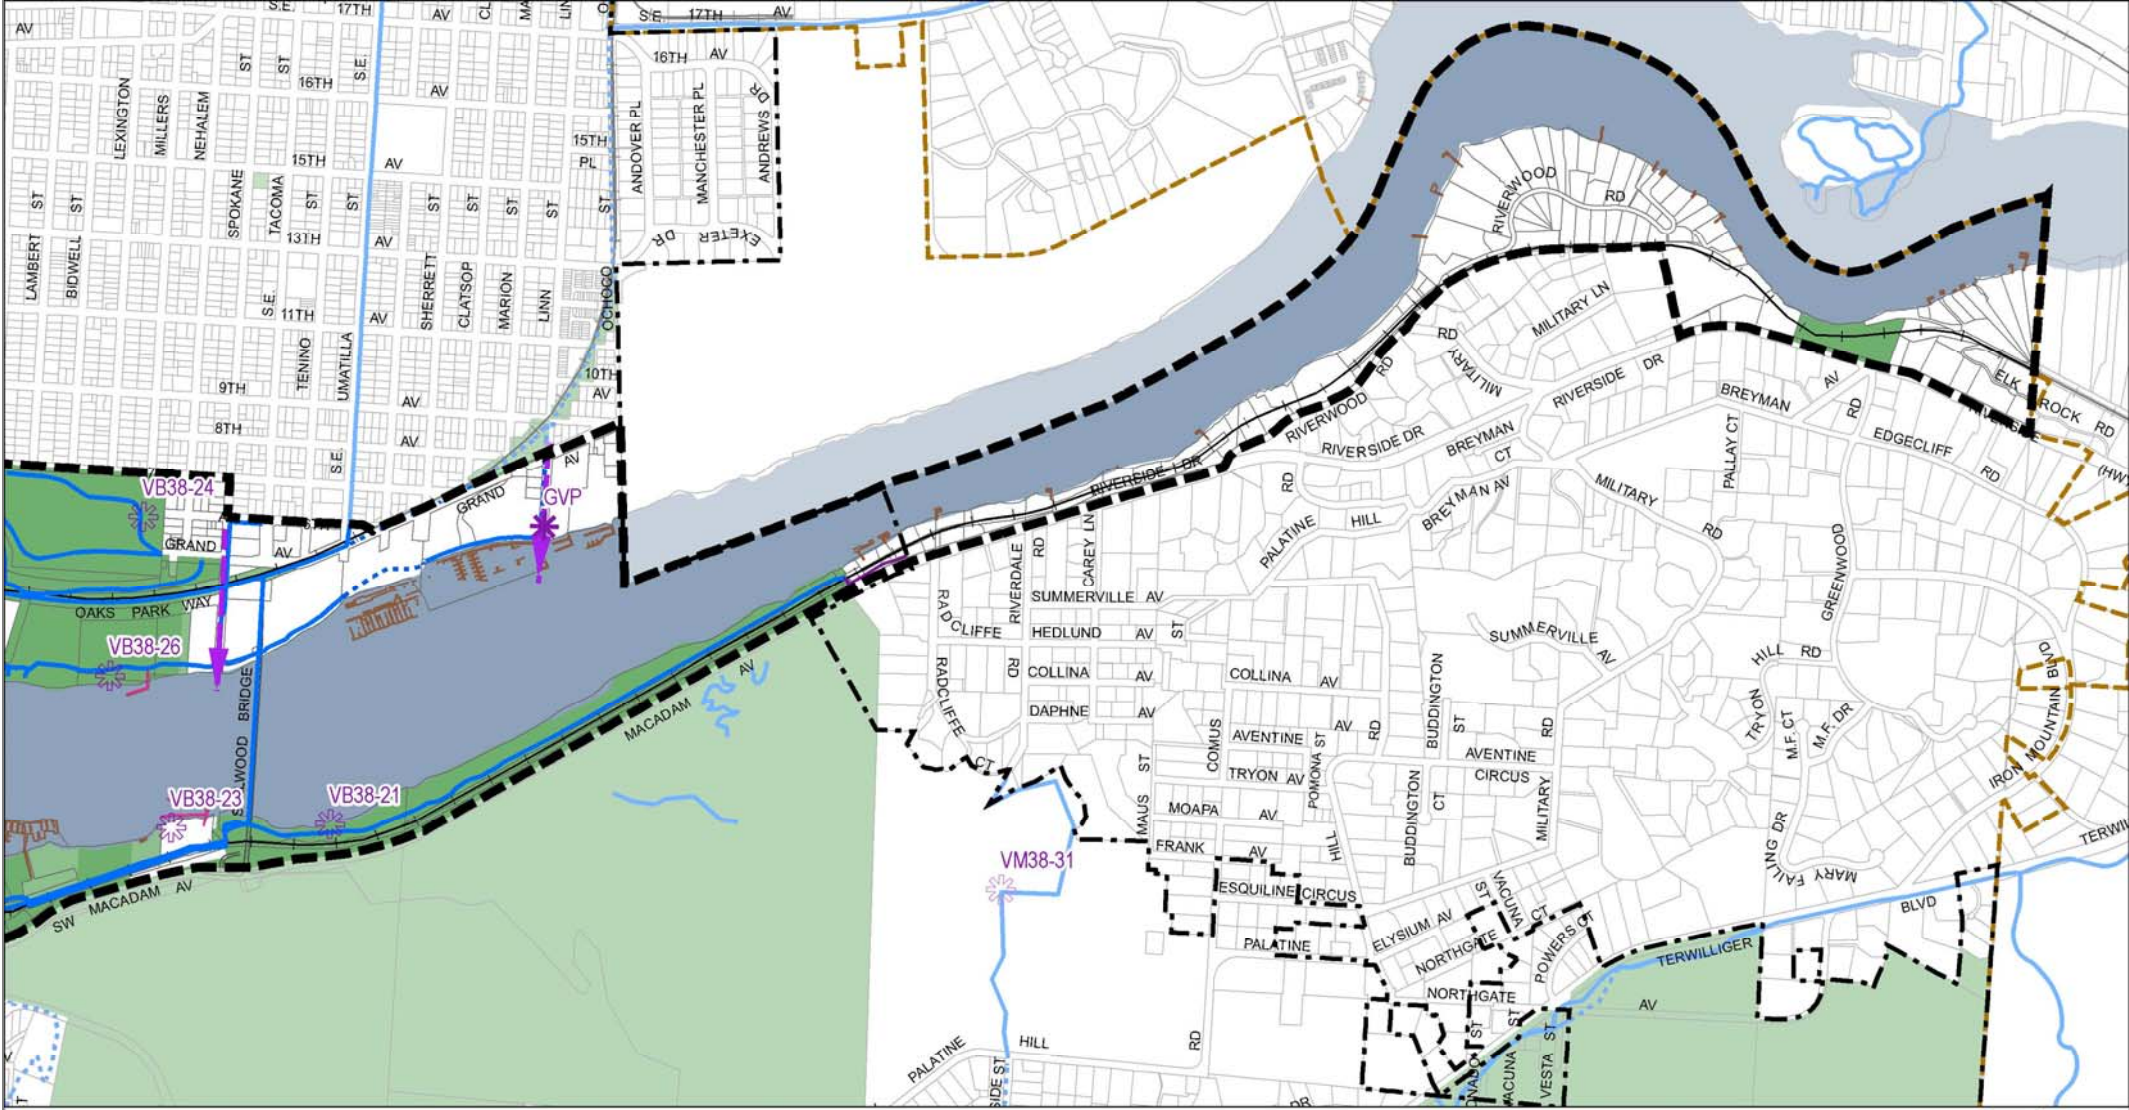 S.E.
17TH
AV
S.E.
17TH
AV
AV
16TH
AV
ST
ST
S.E.
16TH
AV
LEXINGTON
MILLERS
NEHALEM
ANDOVER PL
MANCHESTER PL
ANDREWS DR
15TH
PL
15TH
AV
SPOKANE
TACOMA
ST
ST
ST
ST
ST
ST
ST
ST
ST
RIVERWOOD
RD
13TH
AV
EXETER DR
LAMBERT
BIDWELL
S.E.
SHERRETT
CLATSOP
MARION
LINN
OCHOCO
11TH
AV
MILITARY LN
TENINO
UMATILLA
RD
MILITARY
10TH
AV
9TH
AV
RIVERSIDE DR
RIVERWOOD
RD
BREYMAN
AV
ELK
ROCK
RD
8TH
AV
RIVERSIDE DR
BREYMAN
CT
PALLAY CT
RD
EDGECLIFF
RD
RIVERSIDE
(HWY
S.E.
AV
VB38-24
GRAND
GVP
RIVERSIDE
DR
RD
BREYMAN AV
MILITARY
RD
GRAND
AV
PALATINE
HILL
OAKS PARK WAY
RIVERDALE
RD
CAREY LN
SUMMERVILLE AV
GREENWOOD
RADCLIFFE
HEDLUND AV
ST
SUMMERVILLE
AV
HILL RD
VB38-26
RADCLIFFE
RD
COLLINA AV
COLLINA AV
BUDDINGTON
ST
BLVD
MACADAM
AV
DAPHNE AV
AV
RD
RD
TRYON
M.F. CT
M.F. DR
IRON MOUNTAIN
SELLWOOD BRIDGE
COMUS
AVENTINE
POMONA ST
AVENTINE
CIRCUS
CT
ST
TRYON AV
VB38-23
VB38-21
MAUS
MOAPA AV
BUDDINGTON
CT
MILITARY
HILL
MARY FAILING DR
VM38-31
FRANK AV
ESQUILINE CIRCUS
ST
VACUNA
CT
SW MACADAM AV
ELYSIUM AV
NORTHGATE
POWERS CT
BLVD
PALATINE
TERWILLIGER
NORTHGATE
AV
PALATINE
HILL
RD
ST
ST
ST
VESTA
DR